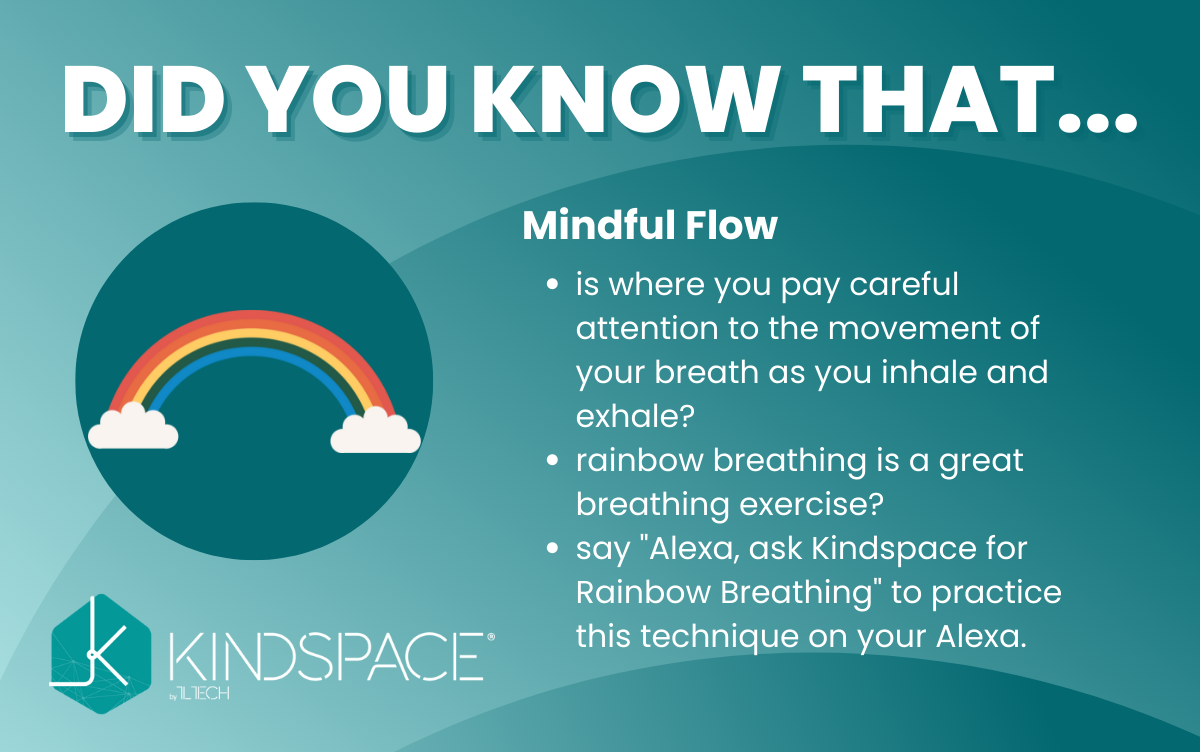 DID YOU KNOW THAT...
Mindful Flow
• is where you pay careful
attention to the movement of
your breath as you inhale and
exhale?
• rainbow breathing is a great
breathing exercise?
• say "Alexa, ask Kindspace for
Rainbow Breathing" to practice
this technique on your Alexa.
KINDSPACE®
by 1L1TECH